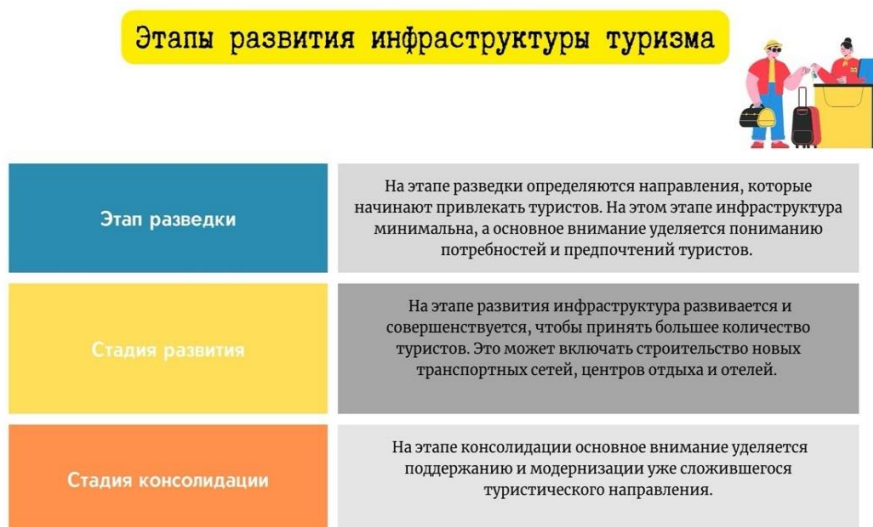 Этапы развития инфраструктуры туризма
Этап разведки
На этапе разведки определяются направления, которые
начинают привлекать туристов. На этом этапе инфраструктура
минимальна, а основное внимание уделяется пониманию
потребностей и предпочтений туристов.
Стадия развития
На этапе развития инфраструктура развивается и
совершенствуется, чтобы принять большее количество
туристов. Это может включать строительство новых
транспортных сетей, центров отдыха и отелей.
Стадия консолидации
На этапе консолидации основное внимание уделяется
поддержанию и модернизации уже сложившегося
туристического направления.